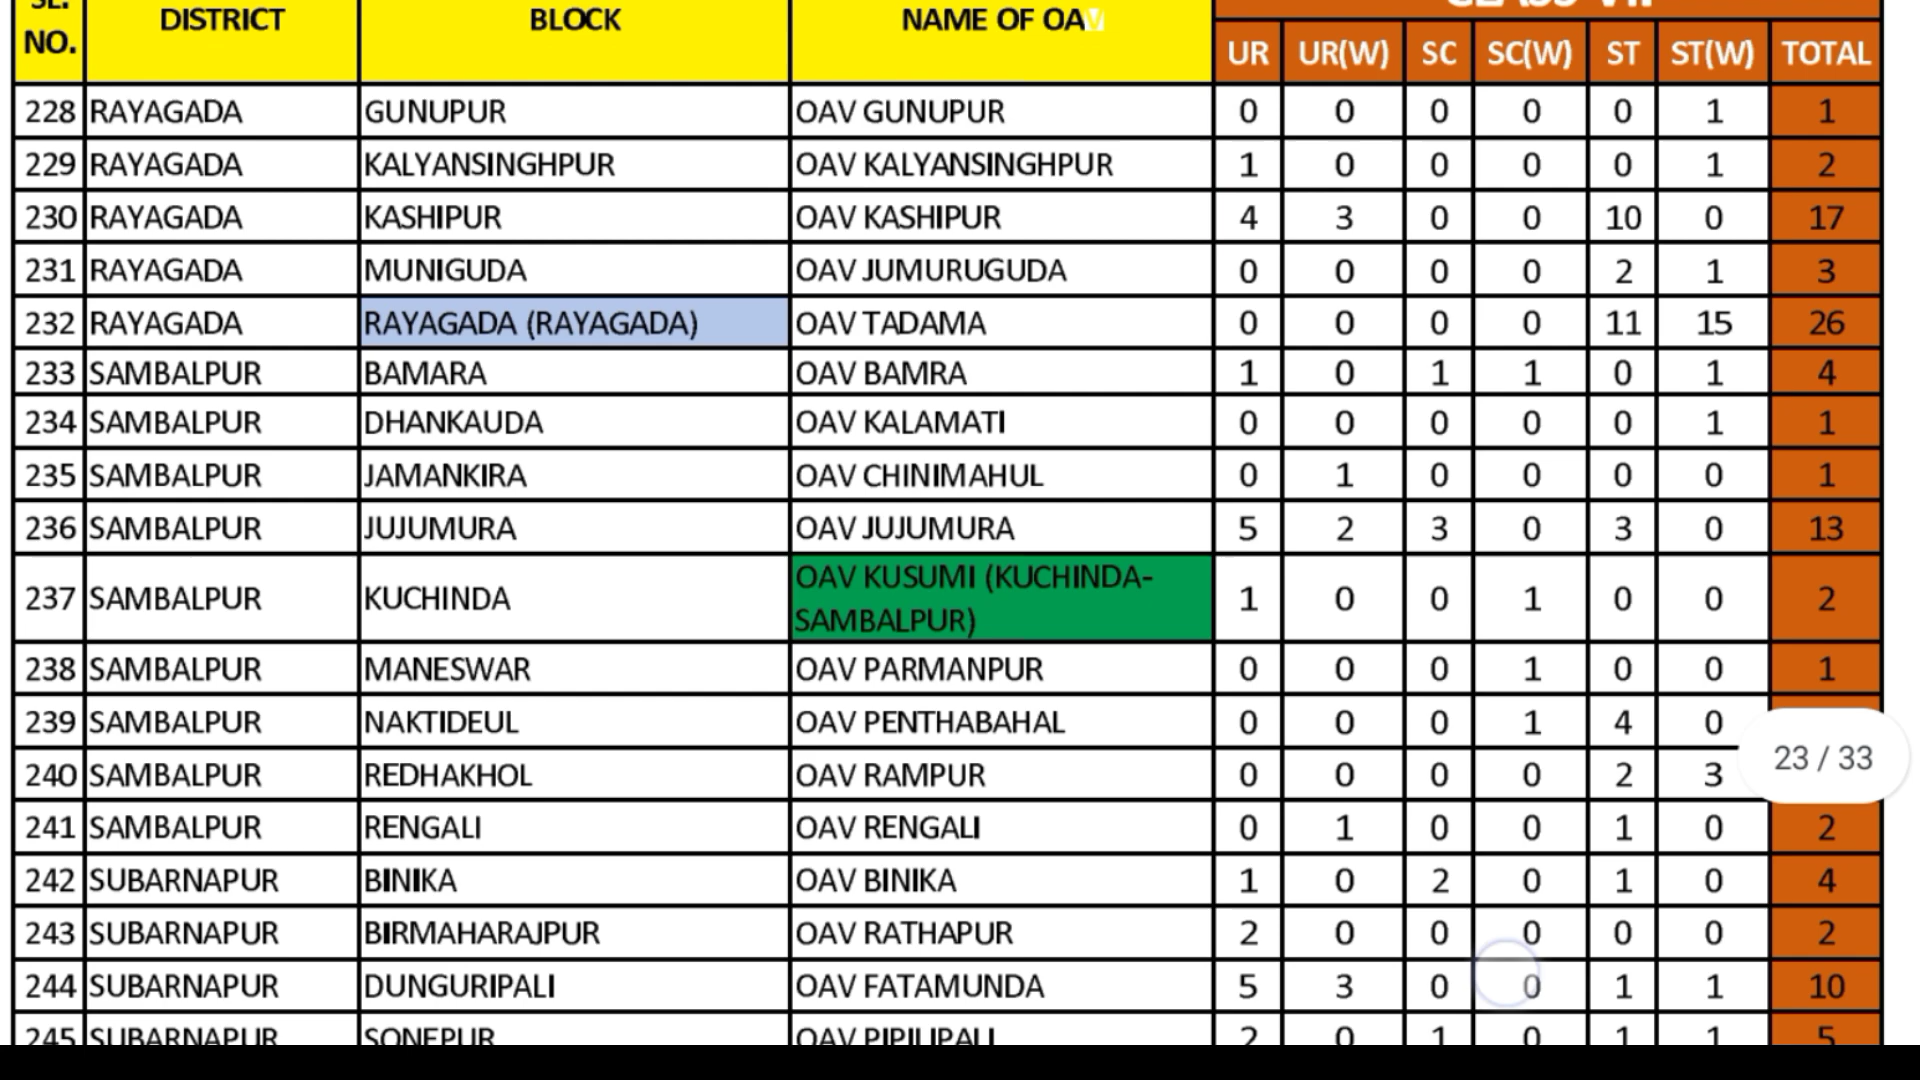 SL. NO. DISTRICT BLOCK NAME OF OAV
UR UR(W) SC SC(W) ST ST(W) TOTAL
228 RAYAGADA GUNUPUR OAV GUNUPUR 0 0 0 0 0 1 1
229 RAYAGADA KALYANSINGHPUR OAV KALYANSINGHPUR 1 0 0 0 0 1 2
230 RAYAGADA KASHIPUR OAV KASHIPUR 4 3 0 0 10 0 17
231 RAYAGADA MUNIGUDA OAV JUMURUGUDA 0 0 0 0 2 1 3
232 RAYAGADA RAYAGADA (RAYAGADA) OAV TADAMA 0 0 0 0 11 15 26
233 SAMBALPUR BAMARA OAV BAMRA 1 0 1 1 0 1 4
234 SAMBALPUR DHANKAUDA OAV KALAMATI 0 0 0 0 0 1 1
235 SAMBALPUR JAMANKIRA OAV CHINIMAHUL 0 1 0 0 0 0 1
236 SAMBALPUR JUJUMURA OAV JUJUMURA 5 2 3 0 3 0 13
237 SAMBALPUR KUCHINDA OAV KUSUMI (KUCHINDA-
SAMBALPUR) 1 0 0 1 0 0 2
238 SAMBALPUR MANESWAR OAV PARMANPUR 0 0 0 1 0 0 1
239 SAMBALPUR NAKTIDEUL OAV PENTHABAHAL 0 0 0 1 4 0
23 / 33
240 SAMBALPUR REDHAKHOL OAV RAMPUR 0 0 0 0 2 3
241 SAMBALPUR RENGALI OAV RENGALI 0 1 0 0 1 0 2
242 SUBARNAPUR BINIKA OAV BINIKA 1 0 2 0 1 0 4
243 SUBARNAPUR BIRMAHARAJPUR OAV RATHAPUR 2 0 0 0 0 0 2
244 SUBARNAPUR DUNGURIPALI OAV FATAMUNDA 5 3 0 0 1 1 10
245 SUBARNAPUR SONEPUR OAV PIPILIPALI 2 0 1 0 1 1 5